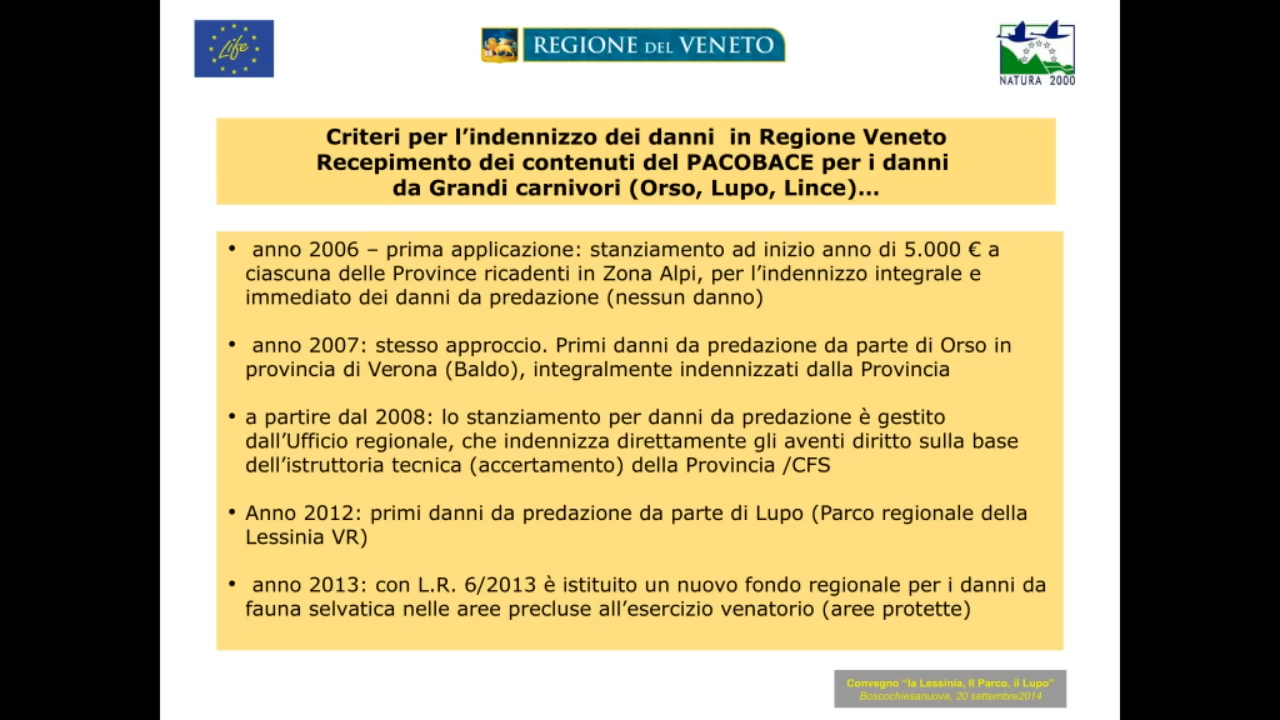 Life
REGIONE DEL VENETO
NATURA 2000
Criteri per l’indennizzo dei danni in Regione Veneto
Recepimento dei contenuti del PACOBACE per i danni
da Grandi carnivori (Orso, Lupo, Lince)…
• anno 2006 – prima applicazione: stanziamento ad inizio anno di 5.000 € a
ciascuna delle Province ricadenti in Zona Alpi, per l’indennizzo integrale e
immediato dei danni da predazione (nessun danno)
• anno 2007: stesso approccio. Primi danni da predazione da parte di Orso in
provincia di Verona (Baldo), integralmente indennizzati dalla Provincia
• a partire dal 2008: lo stanziamento per danni da predazione è gestito
dall’Ufficio regionale, che indennizza direttamente gli aventi diritto sulla base
dell’istruttoria tecnica (accertamento) della Provincia /CFS
• Anno 2012: primi danni da predazione da parte di Lupo (Parco regionale della
Lessinia VR)
• anno 2013: con L.R. 6/2013 è istituito un nuovo fondo regionale per i danni da
fauna selvatica nelle aree precluse all’esercizio venatorio (aree protette)
Convegno “la Lessinia, Il Parco, il Lupo”
Boscochiesanuova, 20 settembre2014